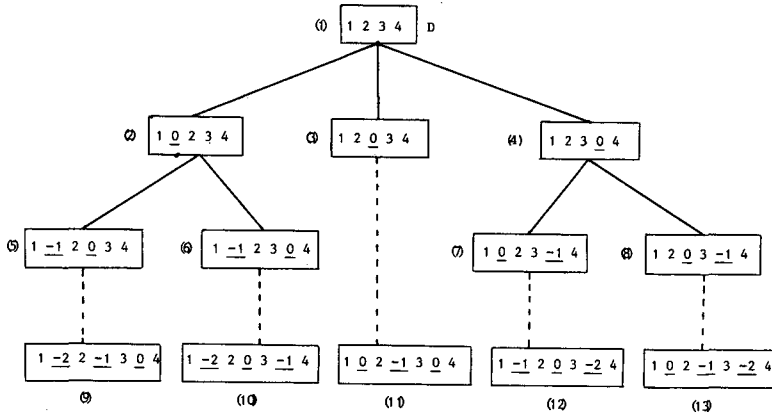 (1) 1 2 3 4 D
(2) 1 0 2 3 4 (3) 1 2 0 3 4 (4) 1 2 3 0 4
(5) 1 -1 2 0 3 4 (6) 1 -1 2 3 0 4 (7) 1 0 2 3 -1 4 (8) 1 2 0 3 -1 4
1 -2 2 -1 3 0 4 1 -2 2 0 3 -1 4 1 0 2 -1 3 0 4 1 -1 2 0 3 -2 4 1 0 2 -1 3 -2 4
(9) (10) (11) (12) (13)